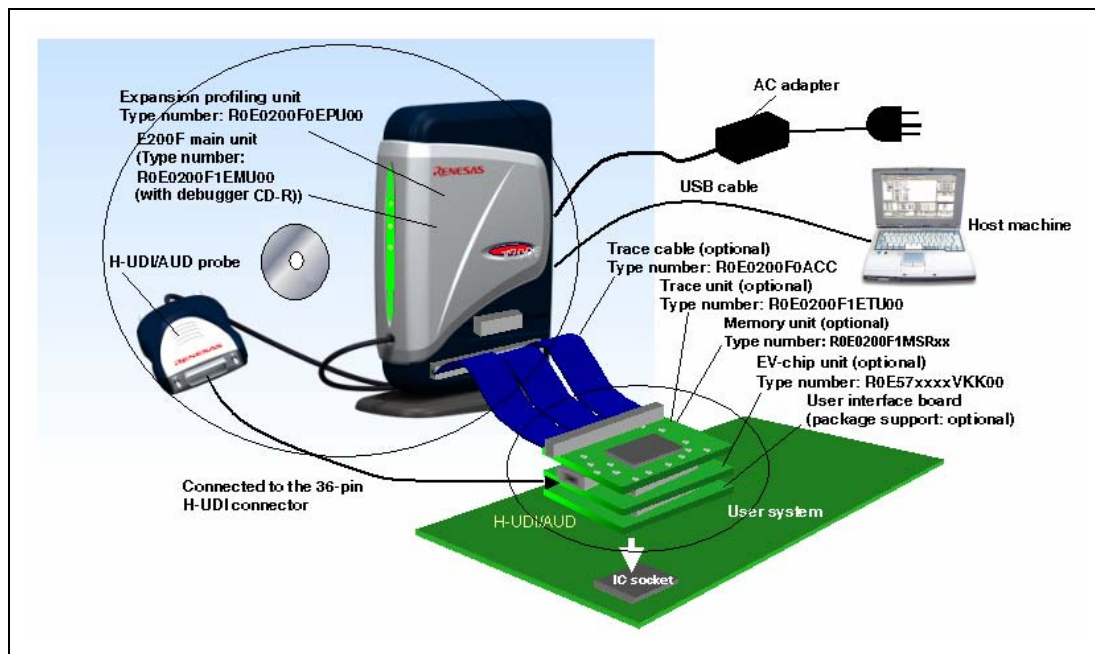 Expansion profiling unit
Type number: R0E0200F0EPU00
E200F main unit
(Type number:
R0E0200F1EMU00
(with debugger CD-R))
RENESAS
AC adapter
USB cable
Host machine
H-UDI/AUD probe
RENESAS
Trace cable (optional)
Type number: R0E0200F0ACC
Trace unit (optional)
Type number: R0E0200F1ETU00
Memory unit (optional)
Type number: R0E0200F1MSRxx
EV-chip unit (optional)
Type number: R0E57xxxxVKK00
User interface board
(package support: optional)
Connected to the 36-pin
H-UDI connector
H-UDI/AUD
User system
IC socket